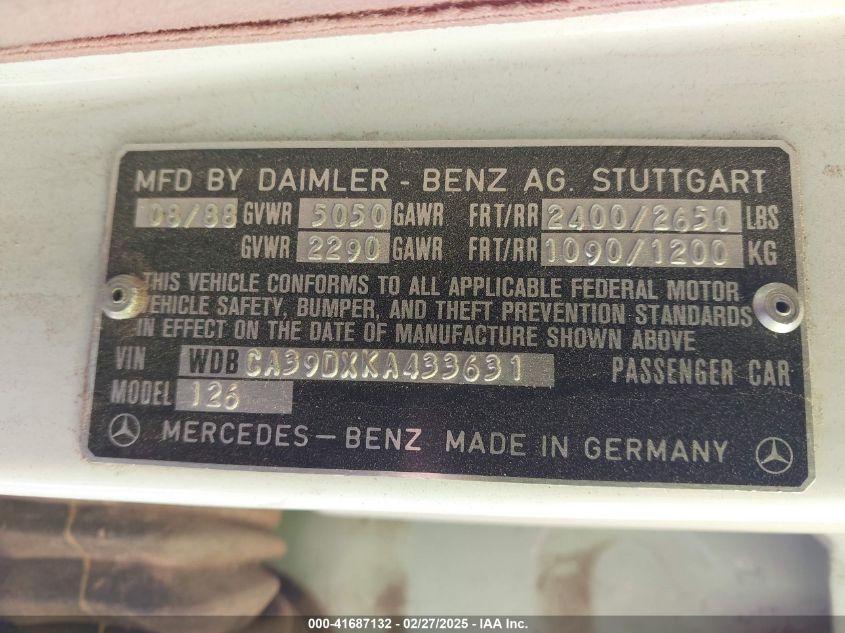 MFD BY DAIMLER - BENZ AG. STUTTGART
08/88 GVWR 5050 GAWR FRT/RR 2400/2650 LBS
GVWR 2290 GAWR FRT/RR 1090/1200 KG
THIS VEHICLE CONFORMS TO ALL APPLICABLE FEDERAL MOTOR
VEHICLE SAFETY, BUMPER, AND THEFT PREVENTION STANDARDS
IN EFFECT ON THE DATE OF MANUFACTURE SHOWN ABOVE
VIN WDB CA39DXKA433631 PASSENGER CAR
MODEL 126
MERCEDES-BENZ MADE IN GERMANY
000-41687132 - 02/27/2025 - IAA Inc.